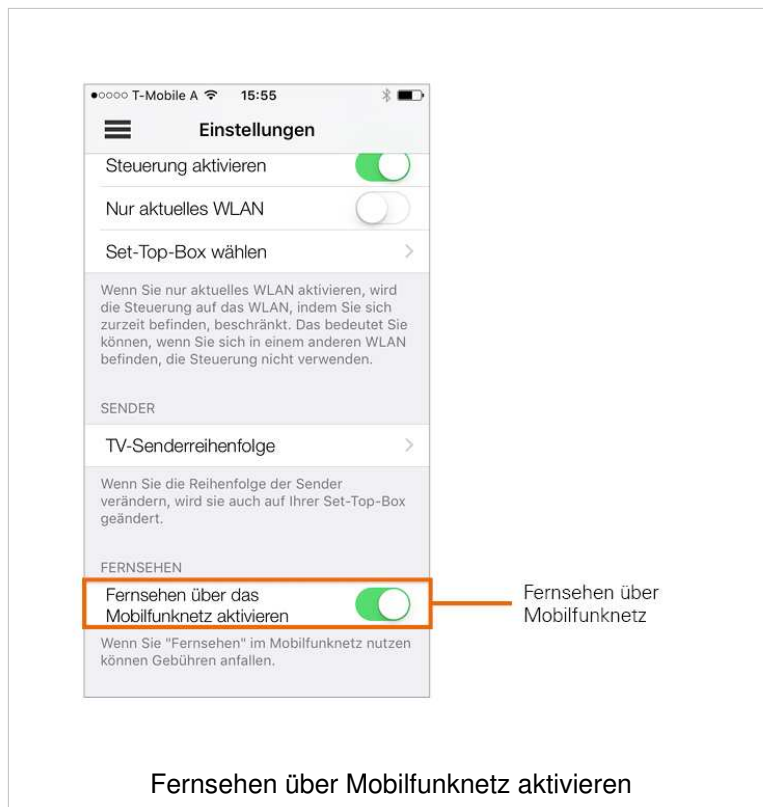 T-Mobile A 15:55
Einstellungen
Steuerung aktivieren
Nur aktuelles WLAN
Set-Top-Box wählen
Wenn Sie nur aktuelles WLAN aktivieren, wird
die Steuerung auf das WLAN, indem Sie sich
zurzeit befinden, beschränkt. Das bedeutet Sie
können, wenn Sie sich in einem anderen WLAN
befinden, die Steuerung nicht verwenden.
SENDER
TV-Senderreihenfolge
Wenn Sie die Reihenfolge der Sender
verändern, wird sie auch auf Ihrer Set-Top-Box
geändert.
FERNSEHEN
Fernsehen über das
Mobilfunknetz aktivieren
Wenn Sie "Fernsehen" im Mobilfunknetz nutzen
können Gebühren anfallen.
Fernsehen über
Mobilfunknetz
Fernsehen über Mobilfunknetz aktivieren